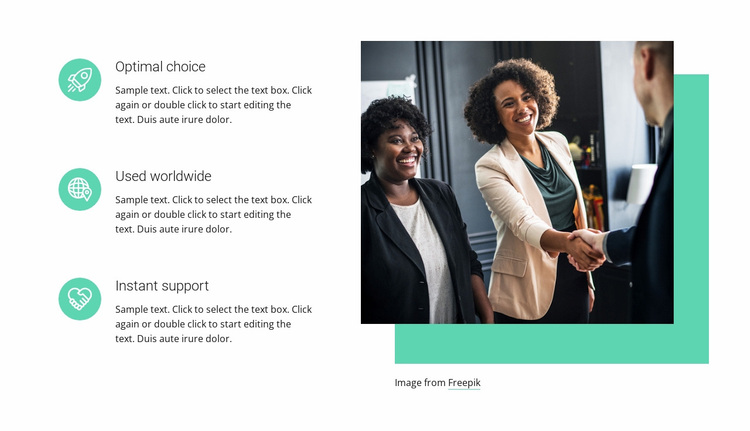 Optimal choice
Sample text. Click to select the text box. Click
again or double click to start editing the
text. Duis aute irure dolor.
Used worldwide
Sample text. Click to select the text box. Click
again or double click to start editing the
text. Duis aute irure dolor.
Instant support
Sample text. Click to select the text box. Click
again or double click to start editing the
text. Duis aute irure dolor.
Image from Freepik